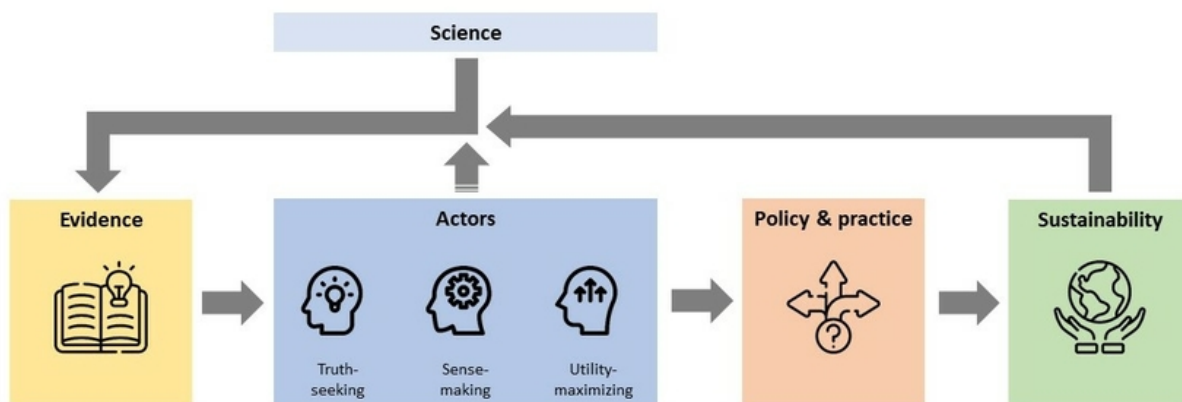 Science
Evidence
Actors
Policy & practice
Sustainability
?
Truth-
seeking
Sense-
making
Utility-
maximizing